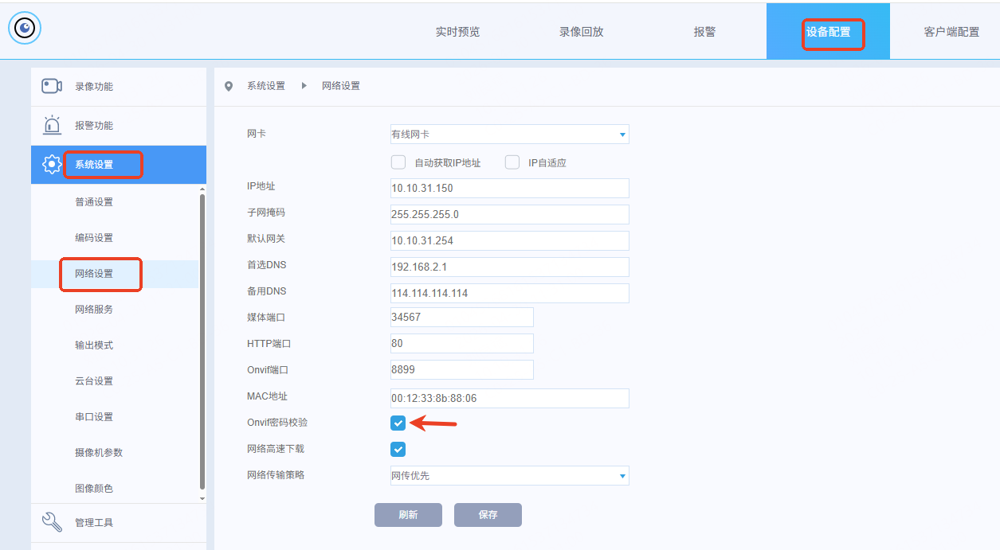 实时预览
录像回放
报警
设备配置
客户端配置
录像功能
报警功能
系统设置
普通设置
编码设置
网络设置
网络服务
输出模式
云台设置
串口设置
摄像机参数
图像颜色
管理工具
系统设置 网络设置
网卡 有线网卡
自动获取IP地址 IP自适应
IP地址 10.10.31.150
子网掩码 255.255.255.0
默认网关 10.10.31.254
首选DNS 192.168.2.1
备用DNS 114.114.114.114
媒体端口 34567
HTTP端口 80
Onvif端口 8899
MAC地址 00:12:33:8b:88:06
Onvif密码校验
网络高速下载
网络传输策略 网传优先
刷新 保存